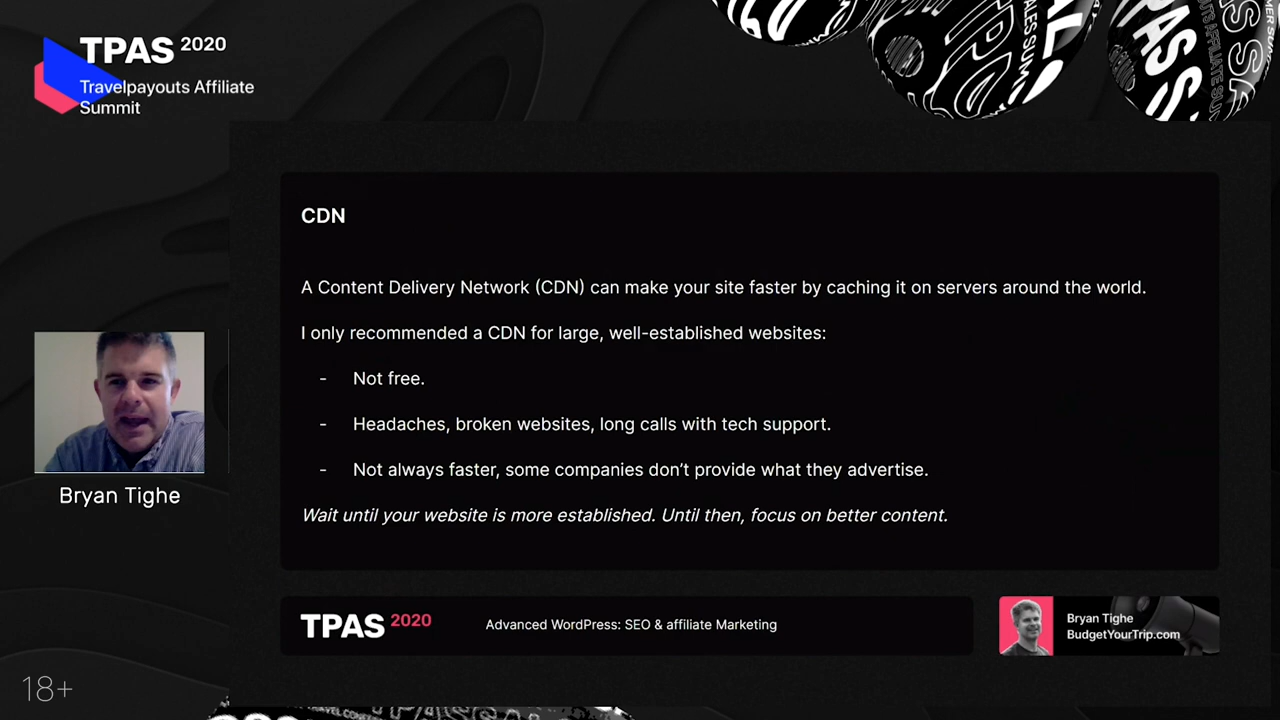 TPAS 2020
Travelpayouts Affiliate
Summit
CDN
A Content Delivery Network (CDN) can make your site faster by caching it on servers around the world.
I only recommended a CDN for large, well-established websites:
- Not free.
- Headaches, broken websites, long calls with tech support.
- Not always faster, some companies don't provide what they advertise.
Wait until your website is more established. Until then, focus on better content.
Bryan Tighe
TPAS 2020
Advanced WordPress: SEO & affiliate Marketing
Bryan Tighe
BudgetYourTrip.com
18+